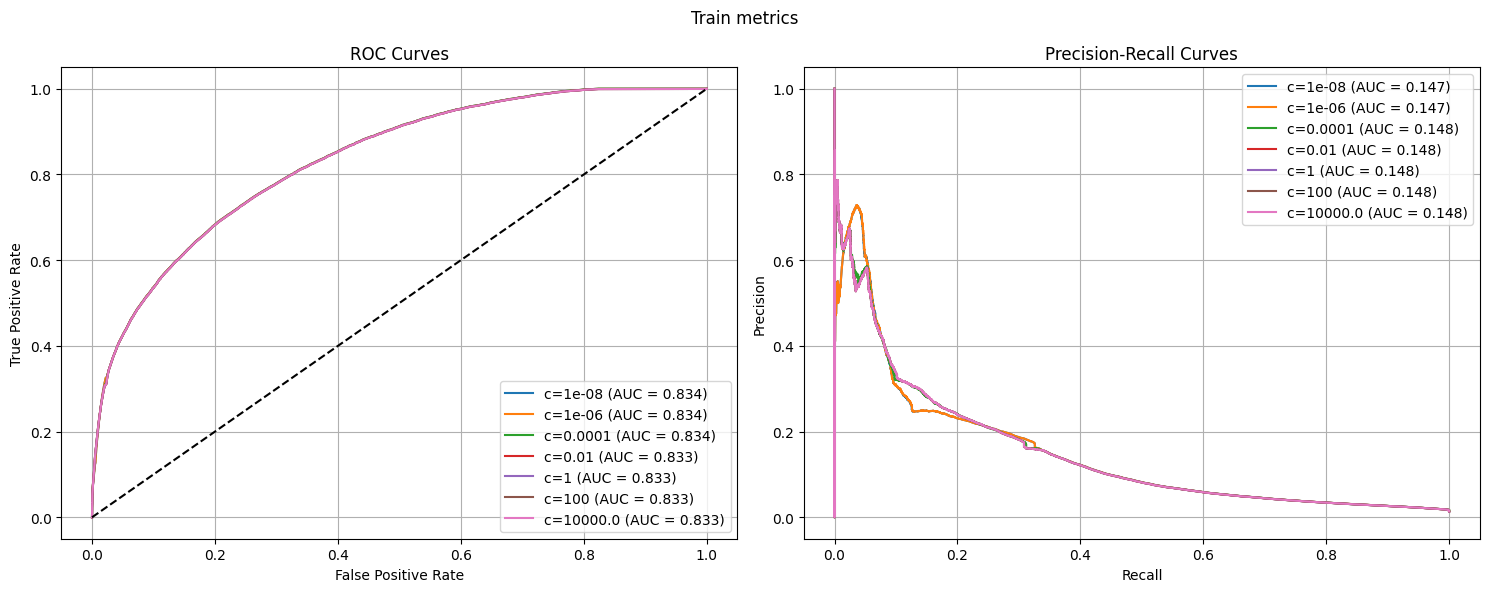 Train metrics
ROC Curves
True Positive Rate
1.0
0.8
0.6
0.4
0.2
0.0
c=1e-08 (AUC = 0.834)
c=1e-06 (AUC = 0.834)
c=0.0001 (AUC = 0.834)
c=0.01 (AUC = 0.833)
c=1 (AUC = 0.833)
c=100 (AUC = 0.833)
c=10000.0 (AUC = 0.833)
0.0 0.2 0.4 0.6 0.8 1.0
False Positive Rate
Precision-Recall Curves
Precision
1.0
0.8
0.6
0.4
0.2
0.0
c=1e-08 (AUC = 0.147)
c=1e-06 (AUC = 0.147)
c=0.0001 (AUC = 0.148)
c=0.01 (AUC = 0.148)
c=1 (AUC = 0.148)
c=100 (AUC = 0.148)
c=10000.0 (AUC = 0.148)
0.0 0.2 0.4 0.6 0.8 1.0
Recall